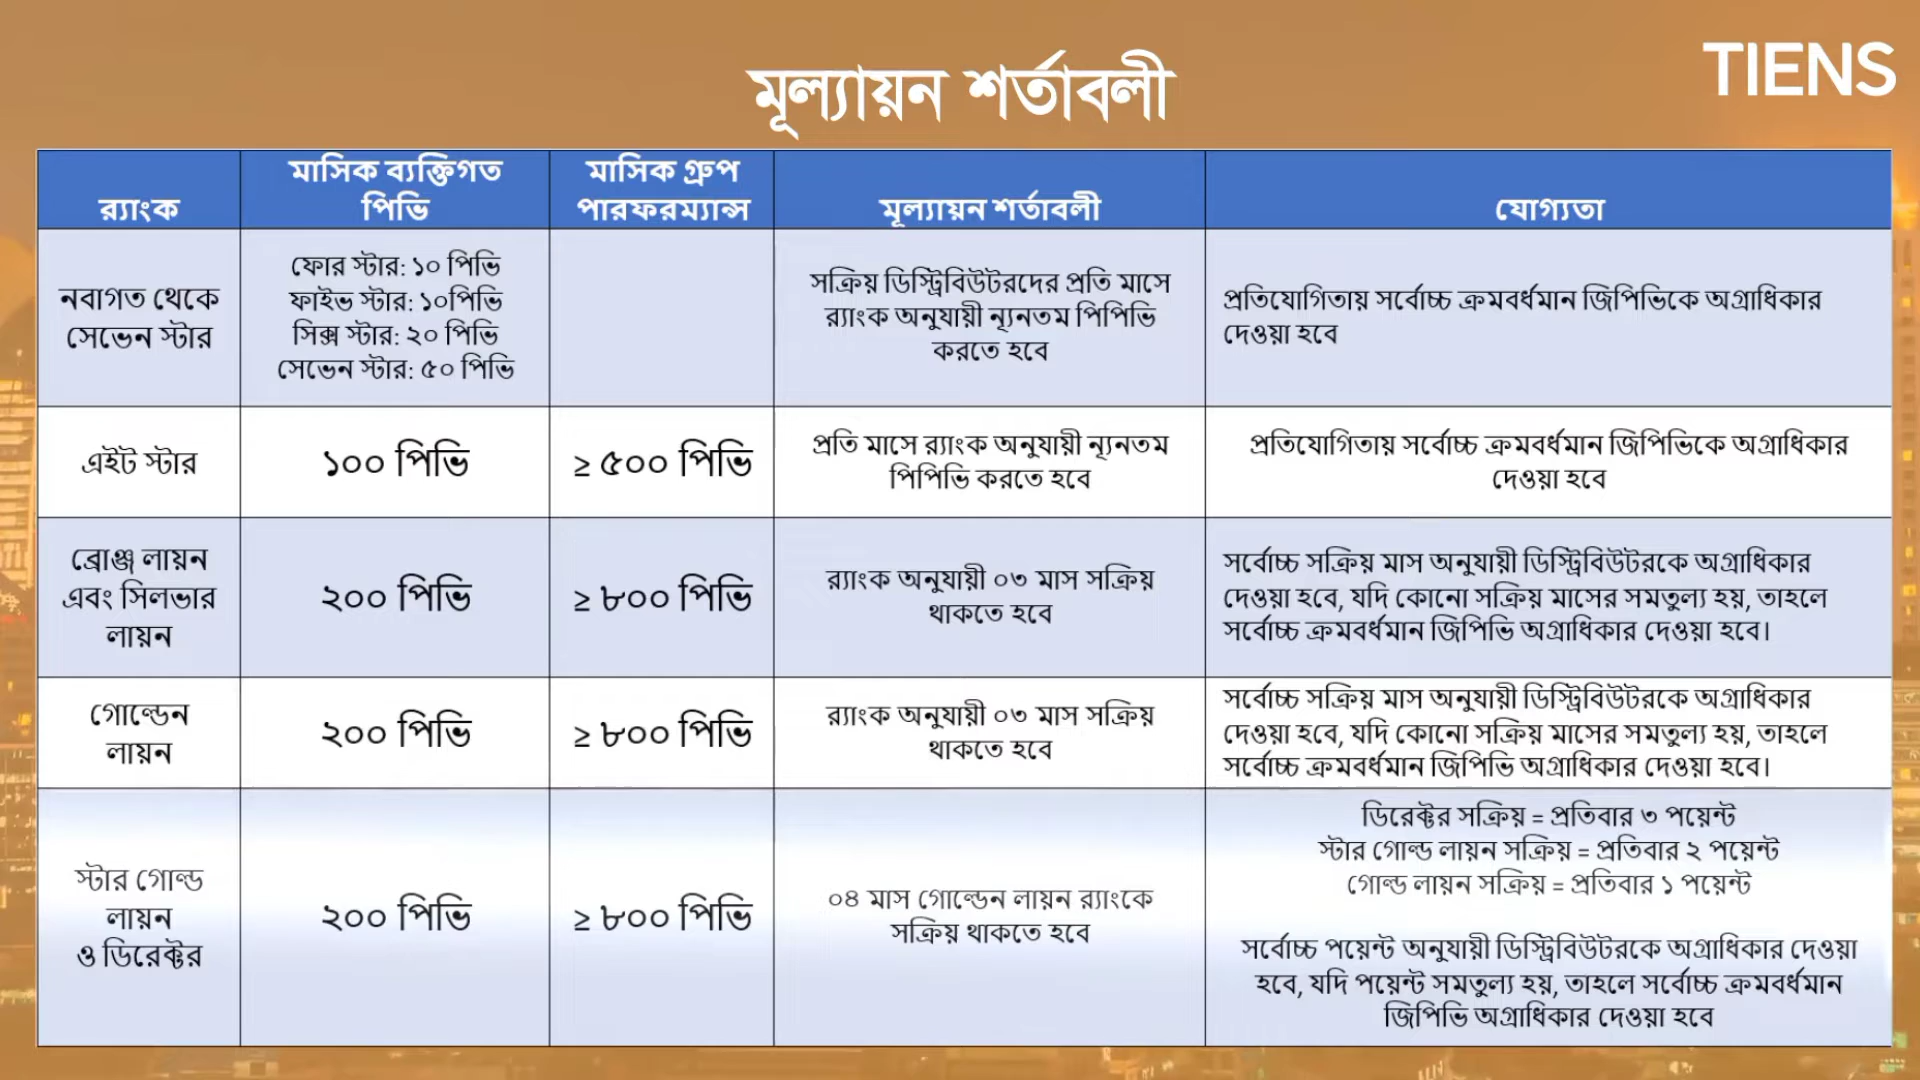 মূল্যায়ন শর্তাবলী
TIENS
র‍্যাংক
মাসিক ব্যক্তিগত
পিভি
মাসিক গ্রুপ
পারফরম্যান্স
মূল্যায়ন শর্তাবলী
যোগ্যতা
নবাগত থেকে
সেভেন স্টার
ফোর স্টার: ১০ পিভি
ফাইভ স্টার: ১০পিভি
সিক্স স্টার: ২০ পিভি
সেভেন স্টার: ৫০ পিভি
সক্রিয় ডিস্ট্রিবিউটরদের প্রতি মাসে
র‍্যাংক অনুযায়ী ন্যূনতম পিপিভি
করতে হবে
প্রতিযোগিতায় সর্বোচ্চ ক্রমবর্ধমান জিপিভিকে অগ্রাধিকার
দেওয়া হবে
এইট স্টার
১০০ পিভি
≥ ৫০০ পিভি
প্রতি মাসে র‍্যাংক অনুযায়ী ন্যূনতম
পিপিভি করতে হবে
প্রতিযোগিতায় সর্বোচ্চ ক্রমবর্ধমান জিপিভিকে অগ্রাধিকার
দেওয়া হবে
ব্রোঞ্জ লায়ন
এবং সিলভার
লায়ন
২০০ পিভি
≥ ৮০০ পিভি
র‍্যাংক অনুযায়ী ০৩ মাস সক্রিয়
থাকতে হবে
সর্বোচ্চ সক্রিয় মাস অনুযায়ী ডিস্ট্রিবিউটরকে অগ্রাধিকার
দেওয়া হবে, যদি কোনো সক্রিয় মাসের সমতুল্য হয়, তাহলে
সর্বোচ্চ ক্রমবর্ধমান জিপিভি অগ্রাধিকার দেওয়া হবে।
গোল্ডেন
লায়ন
২০০ পিভি
≥ ৮০০ পিভি
র‍্যাংক অনুযায়ী ০৩ মাস সক্রিয়
থাকতে হবে
সর্বোচ্চ সক্রিয় মাস অনুযায়ী ডিস্ট্রিবিউটরকে অগ্রাধিকার
দেওয়া হবে, যদি কোনো সক্রিয় মাসের সমতুল্য হয়, তাহলে
সর্বোচ্চ ক্রমবর্ধমান জিপিভি অগ্রাধিকার দেওয়া হবে।
স্টার গোল্ড
লায়ন
ও ডিরেক্টর
২০০ পিভি
≥ ৮০০ পিভি
০৪ মাস গোল্ডেন লায়ন র‍্যাংকে
সক্রিয় থাকতে হবে
ডিরেক্টর সক্রিয় = প্রতিবার ৩ পয়েন্ট
স্টার গোল্ড লায়ন সক্রিয় = প্রতিবার ২ পয়েন্ট
গোল্ড লায়ন সক্রিয় = প্রতিবার ১ পয়েন্ট
সর্বোচ্চ পয়েন্ট অনুযায়ী ডিস্ট্রিবিউটরকে অগ্রাধিকার দেওয়া
হবে, যদি পয়েন্ট সমতুল্য হয়, তাহলে সর্বোচ্চ ক্রমবর্ধমান
জিপিভি অগ্রাধিকার দেওয়া হবে